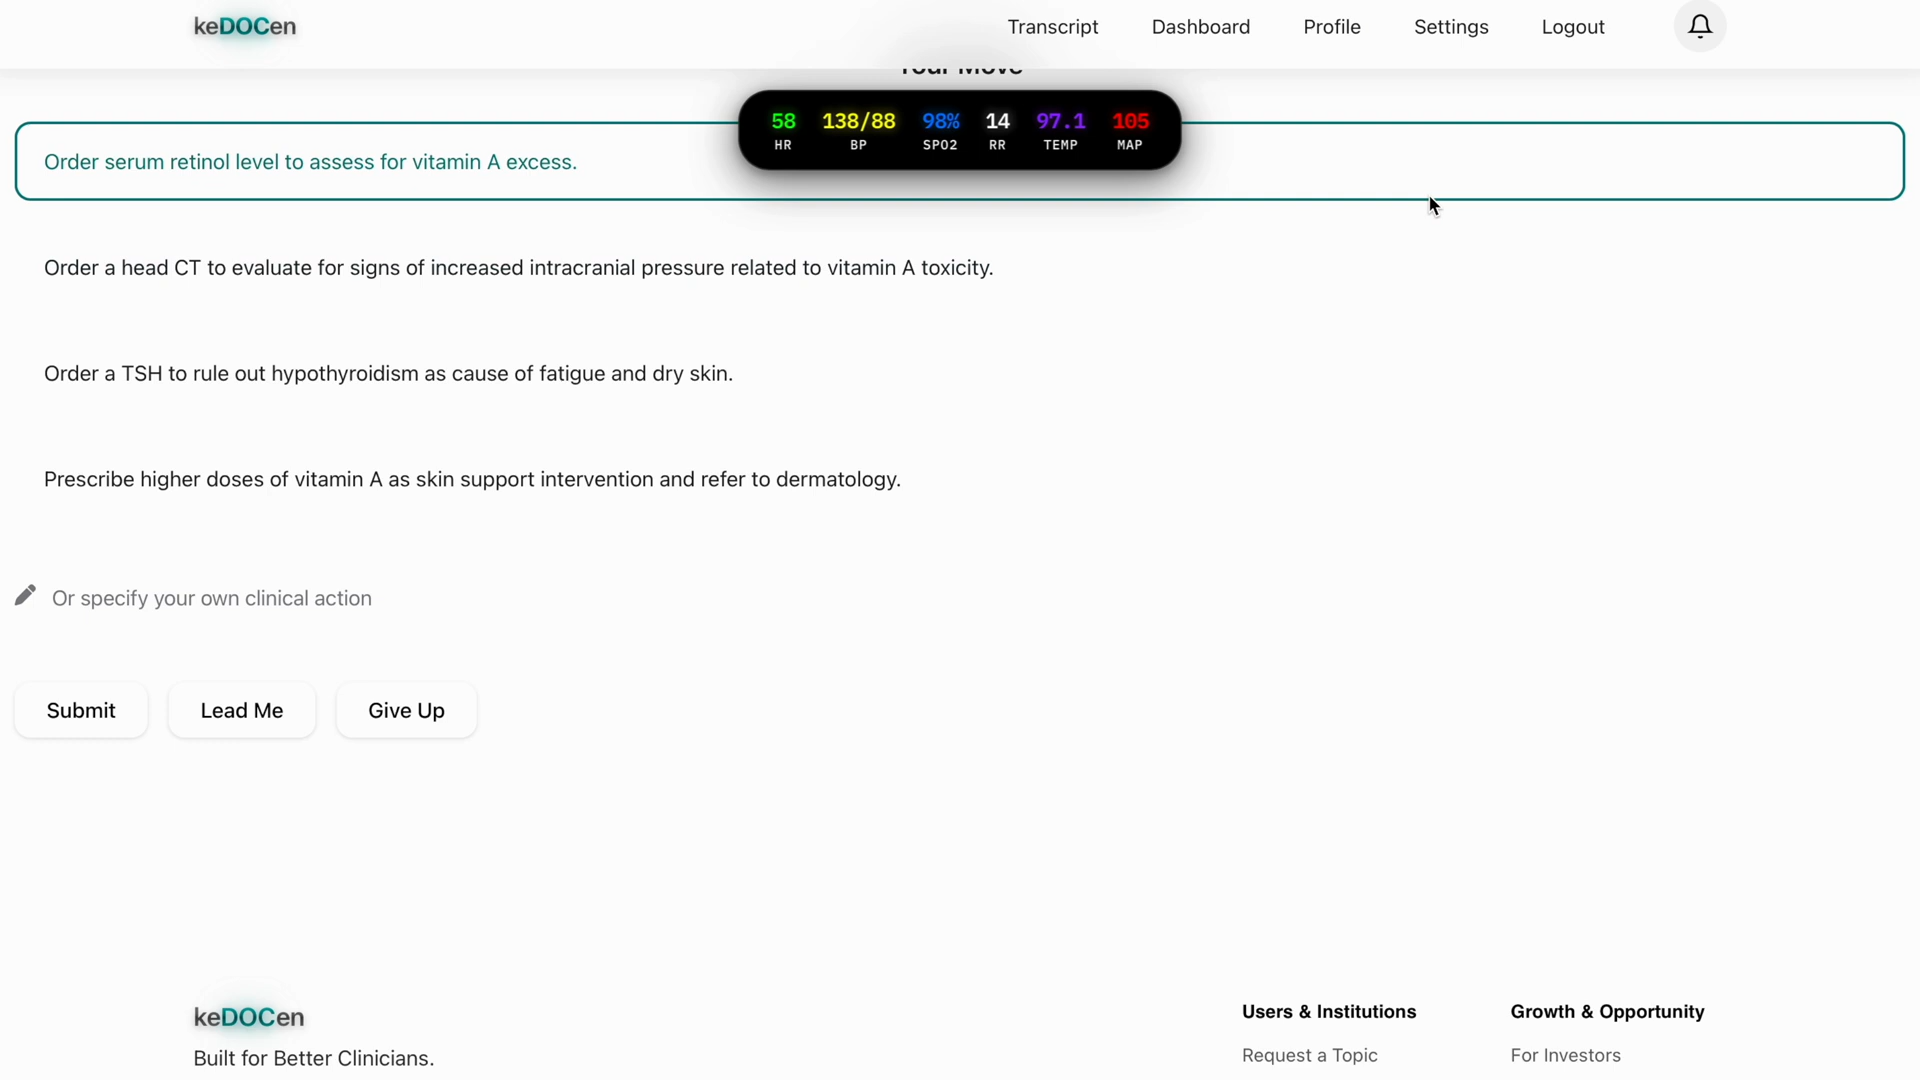 keDOCen
Transcript Dashboard Profile Settings Logout
Your Move
58 138/88 98% 14 97.1 105
HR BP SPO2 RR TEMP MAP
Order serum retinol level to assess for vitamin A excess.
Order a head CT to evaluate for signs of increased intracranial pressure related to vitamin A toxicity.
Order a TSH to rule out hypothyroidism as cause of fatigue and dry skin.
Prescribe higher doses of vitamin A as skin support intervention and refer to dermatology.
Or specify your own clinical action
Submit Lead Me Give Up
keDOCen
Built for Better Clinicians.
Users & Institutions
Request a Topic
Growth & Opportunity
For Investors